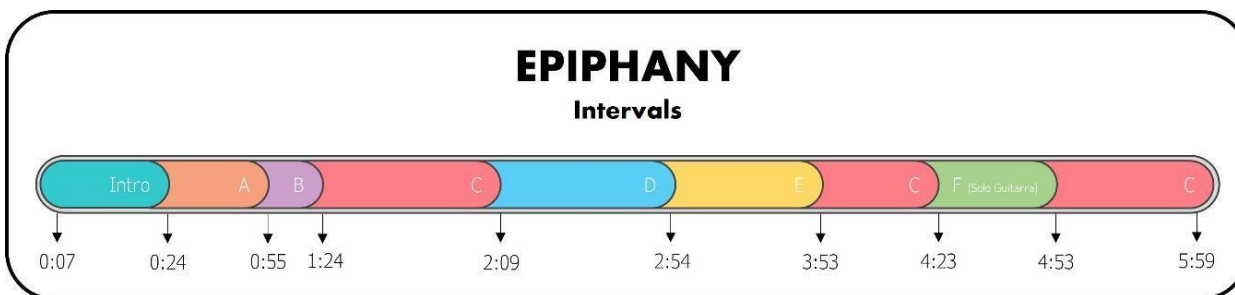 EPIPHANY
Intervals
Intro A B C D E C F (Solo Guitarra) C
0:07 0:24 0:55 1:24 2:09 2:54 3:53 4:23 4:53 5:59